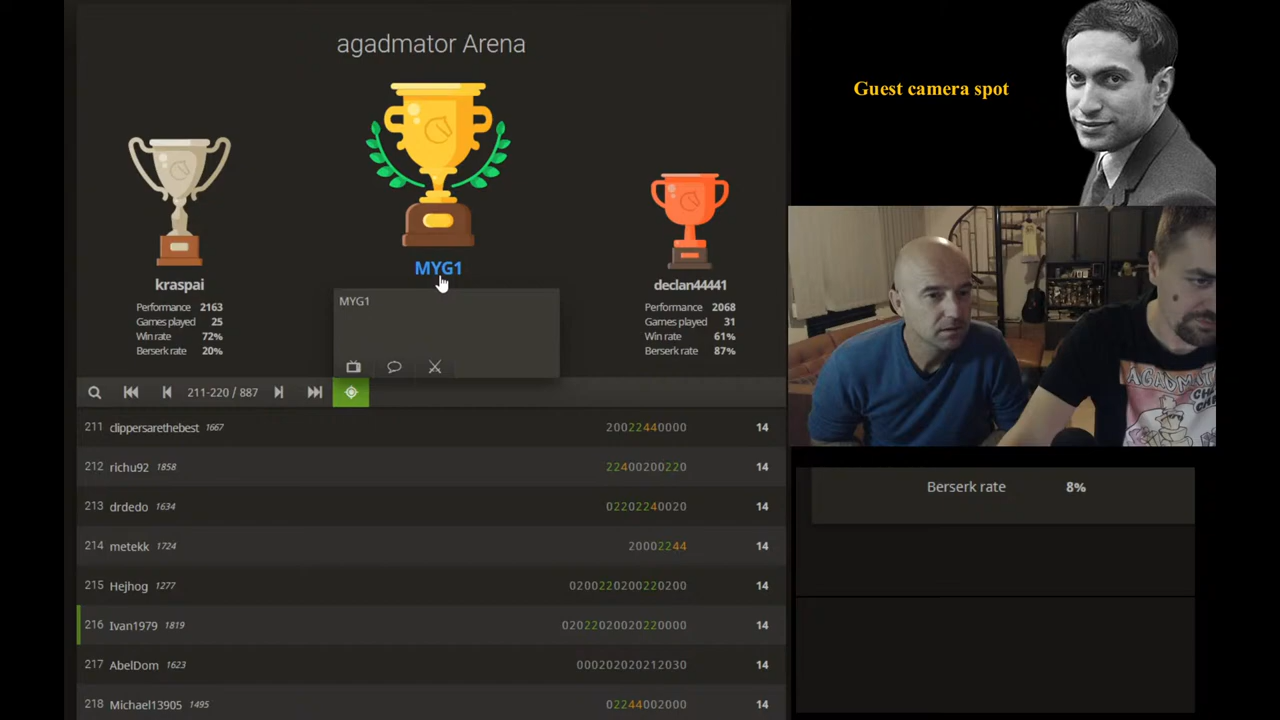 agadmator Arena
Guest camera spot
MYG1
kraspai
Performance 2163
Games played 25
Win rate 72%
Berserk rate 20%
MYG1
declan44441
Performance 2068
Games played 31
Win rate 61%
Berserk rate 87%
211-220 / 887
211 clippersarethebest 1667 20022440000 14
212 richu92 1858 22400200220 14
213 drdedo 1634 02202240020 14
214 metekk 1724 20002244 14
215 Hejhog 1277 0200220200220200 14
216 Ivan1979 1819 02022020020220000 14
217 AbelDom 1623 000202020212030 14
218 Michael13905 1495 02244002000 14
Berserk rate 8%
AGADMAT
CH